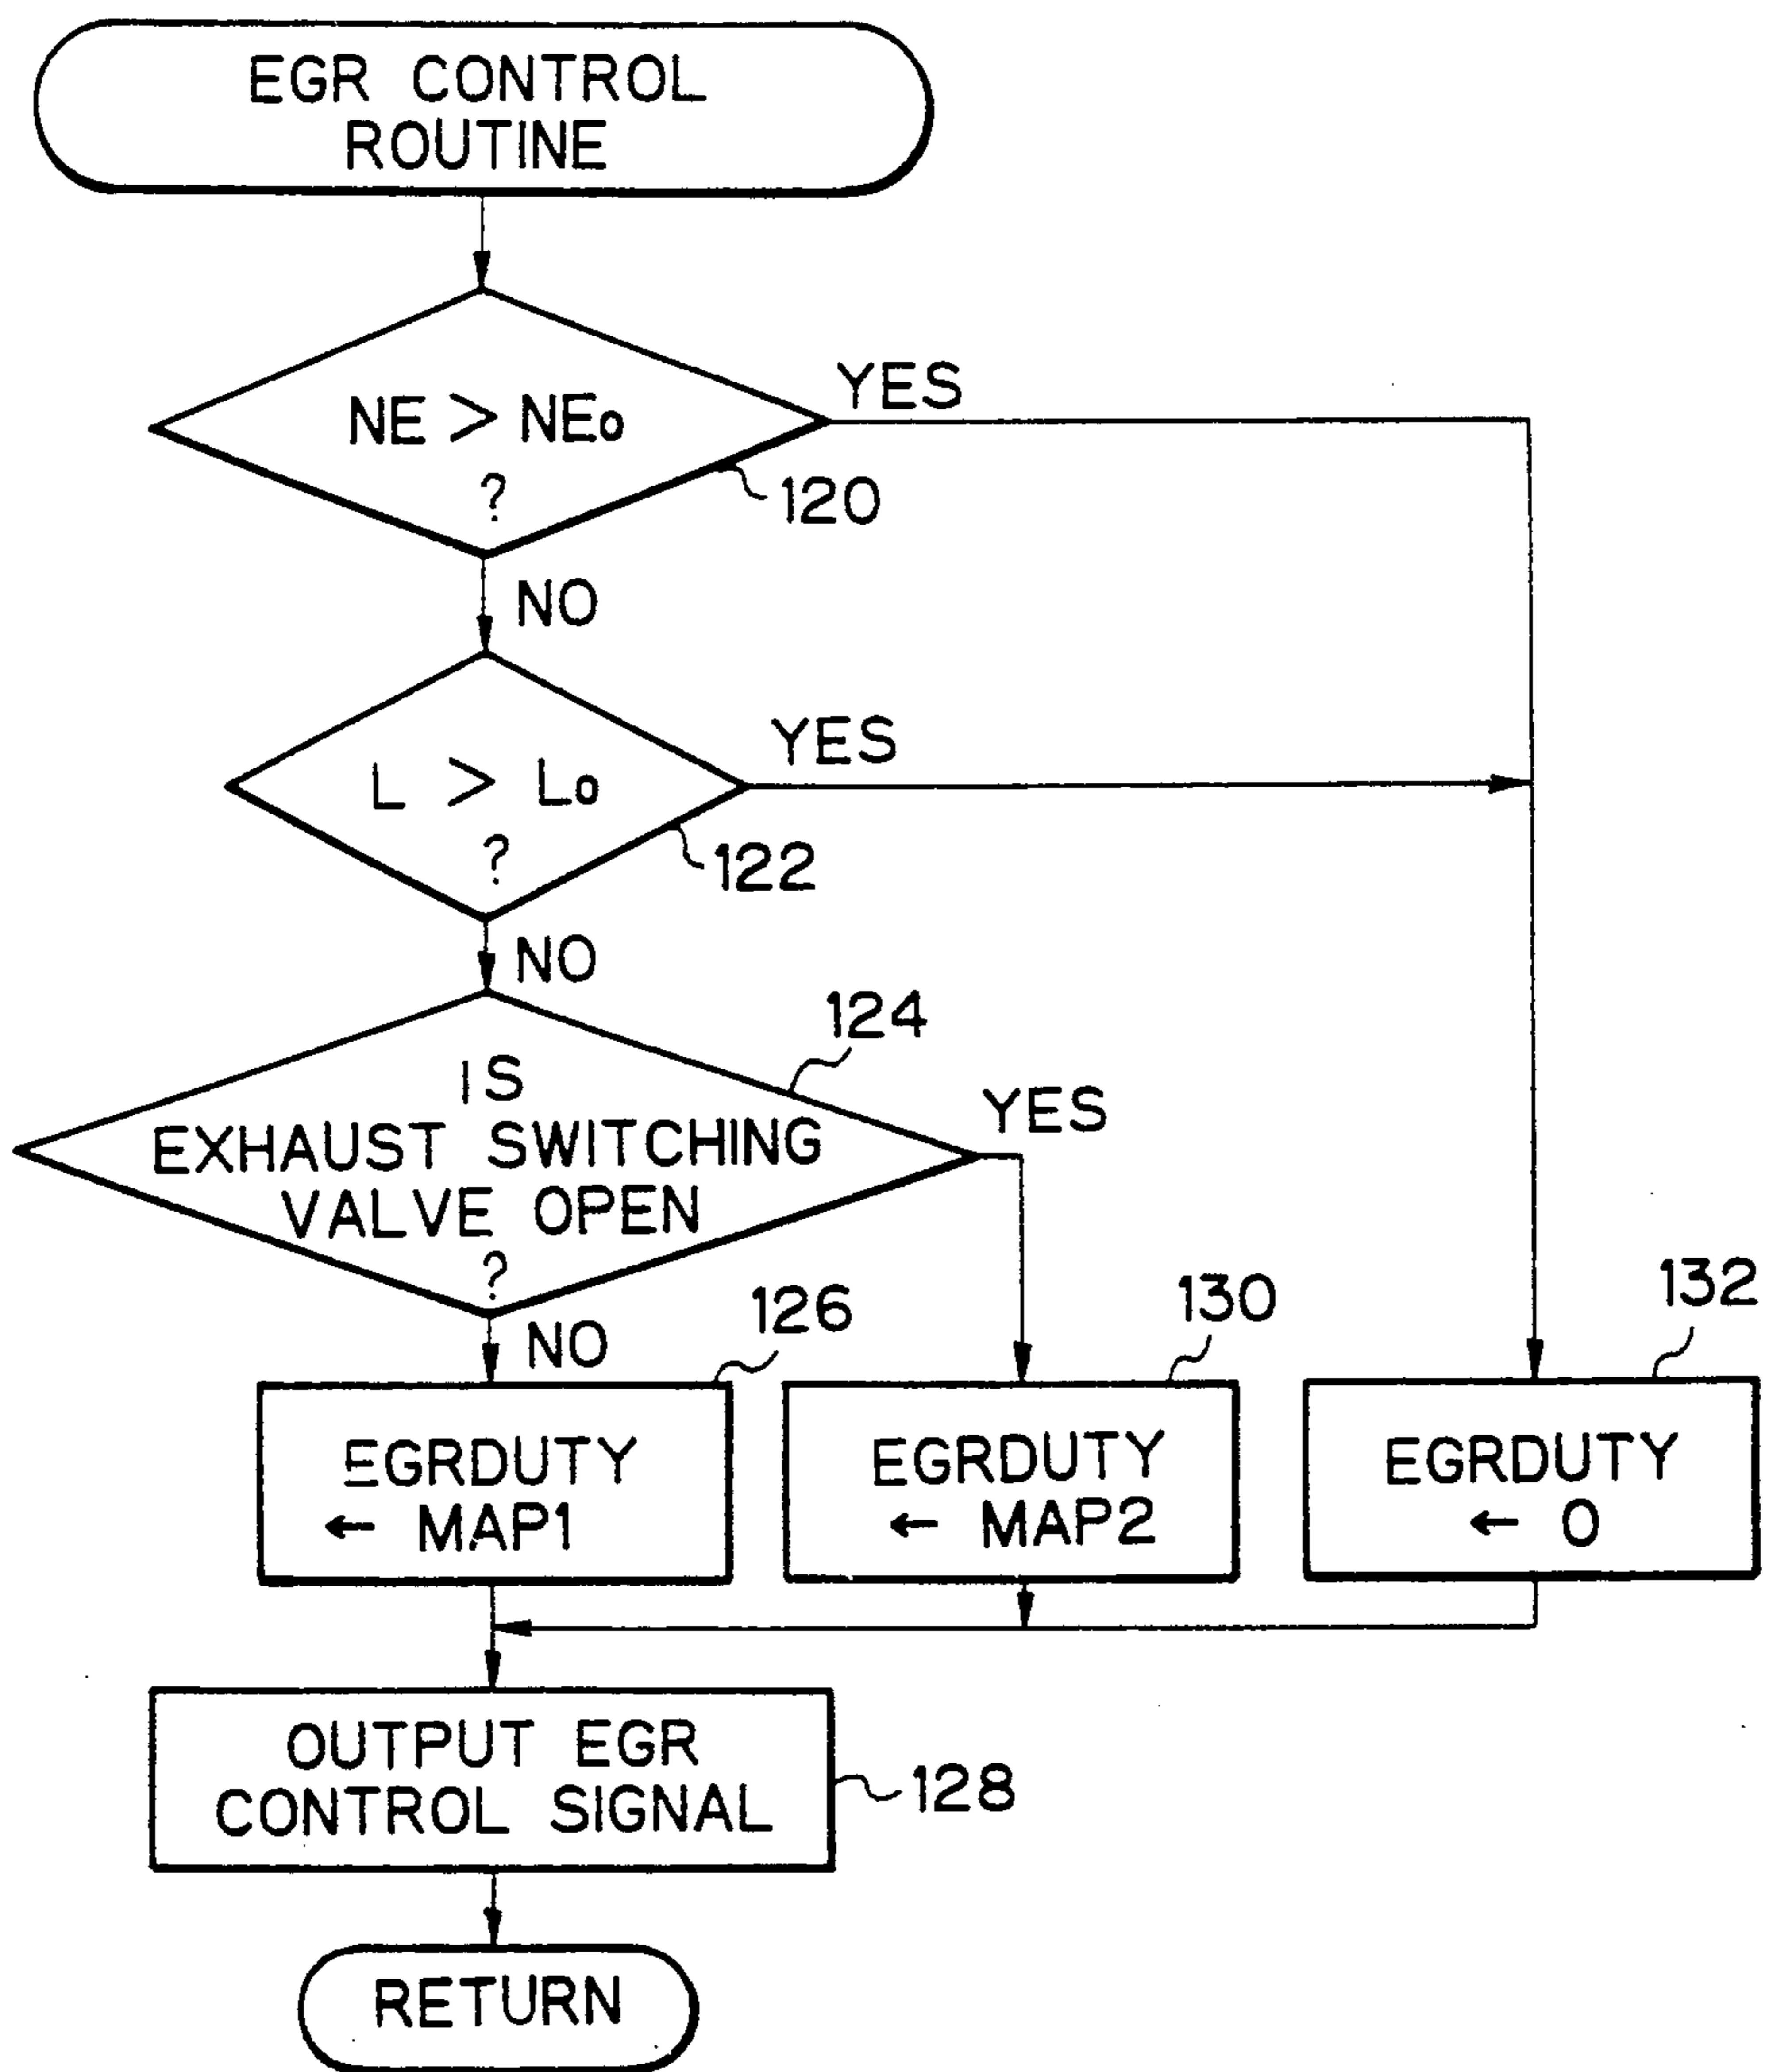 EGR CONTROL
ROUTINE
NE > NEo
?
YES
120
NO
L > Lo
?
YES
122
NO
124
IS
EXHAUST SWITCHING
VALVE OPEN
?
YES
NO
126
130
132
EGRDUTY
← MAP1
EGRDUTY
← MAP2
EGRDUTY
← 0
OUTPUT EGR
CONTROL SIGNAL
128
RETURN